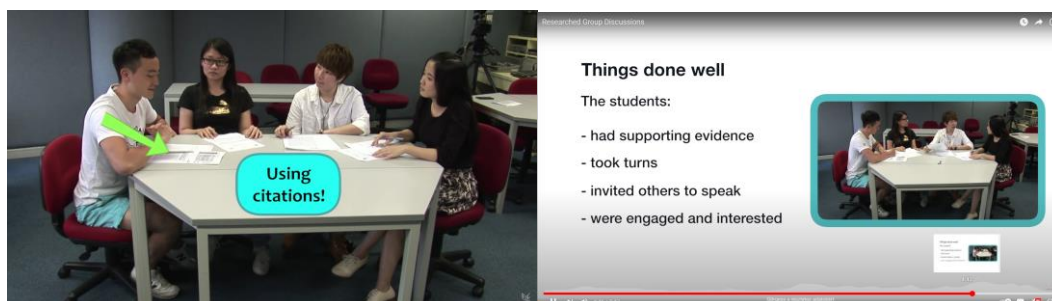 Using
citations!
Researched Group Discussions
Things done well
The students:
- had supporting evidence
- took turns
- invited others to speak
- were engaged and interested